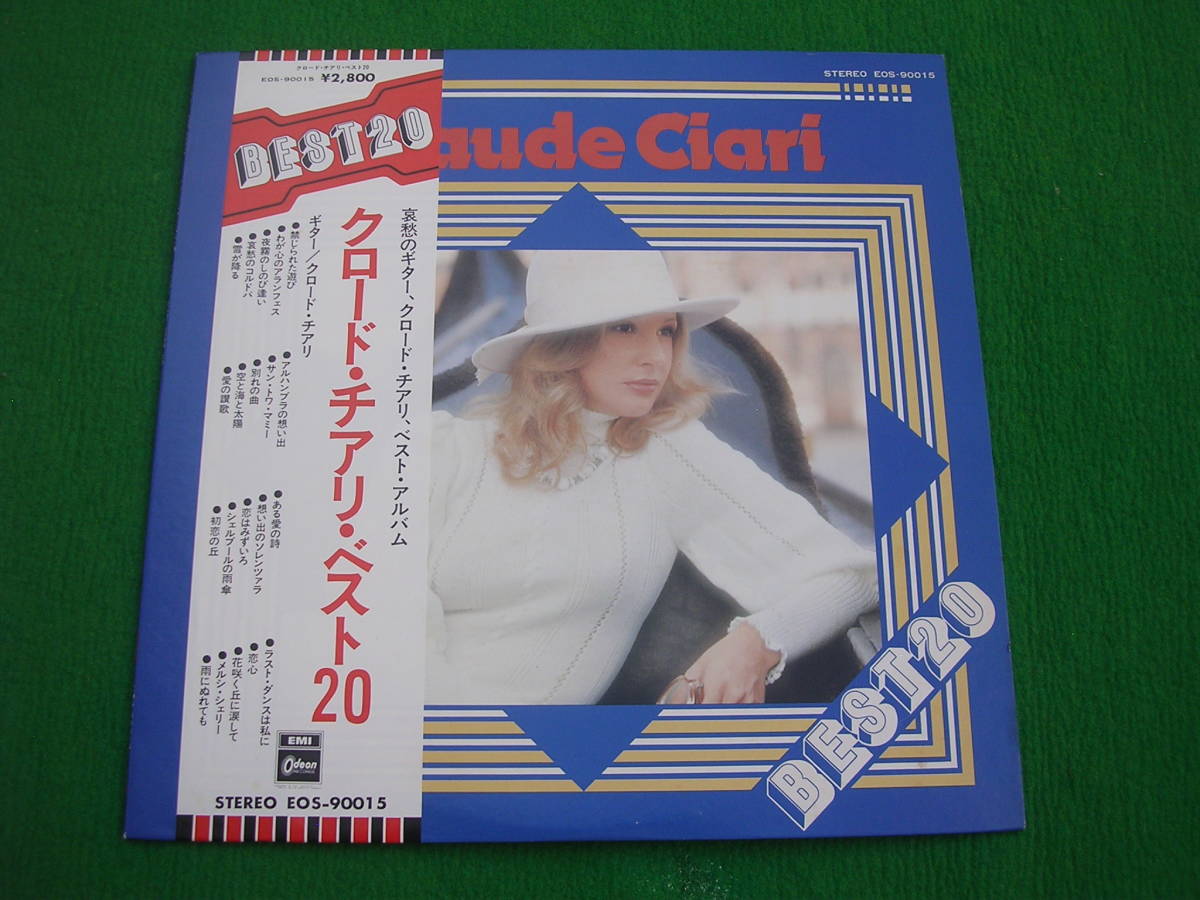 クロード・チアリ・ベスト20
EOS-90015 ¥2,800
BEST20
哀愁のギター、クロード・チアリ、ベスト・アルバム
クロード・チアリ・ベスト20
ギター/クロード・チアリ
●禁じられた遊び
●わが心のアランフェス
●夜霧のしのび逢い
●哀愁のコルドバ
●雪が降る
●アルハンブラの想い出
●サン・トワ・マミー
●別れの曲
●空と海と太陽
●愛の讃歌
●ある愛の詩
●想い出のソレンツァラ
●恋はみずいろ
●シェルブールの雨傘
●初恋の丘
●ラスト・ダンスは私に
●恋心
●花咲く丘に涙して
●メルシ・シェリー
●雨にぬれても
EMI
Odeon
STEREO EOS-90015
STEREO EOS-90015
aude Ciari
BEST20